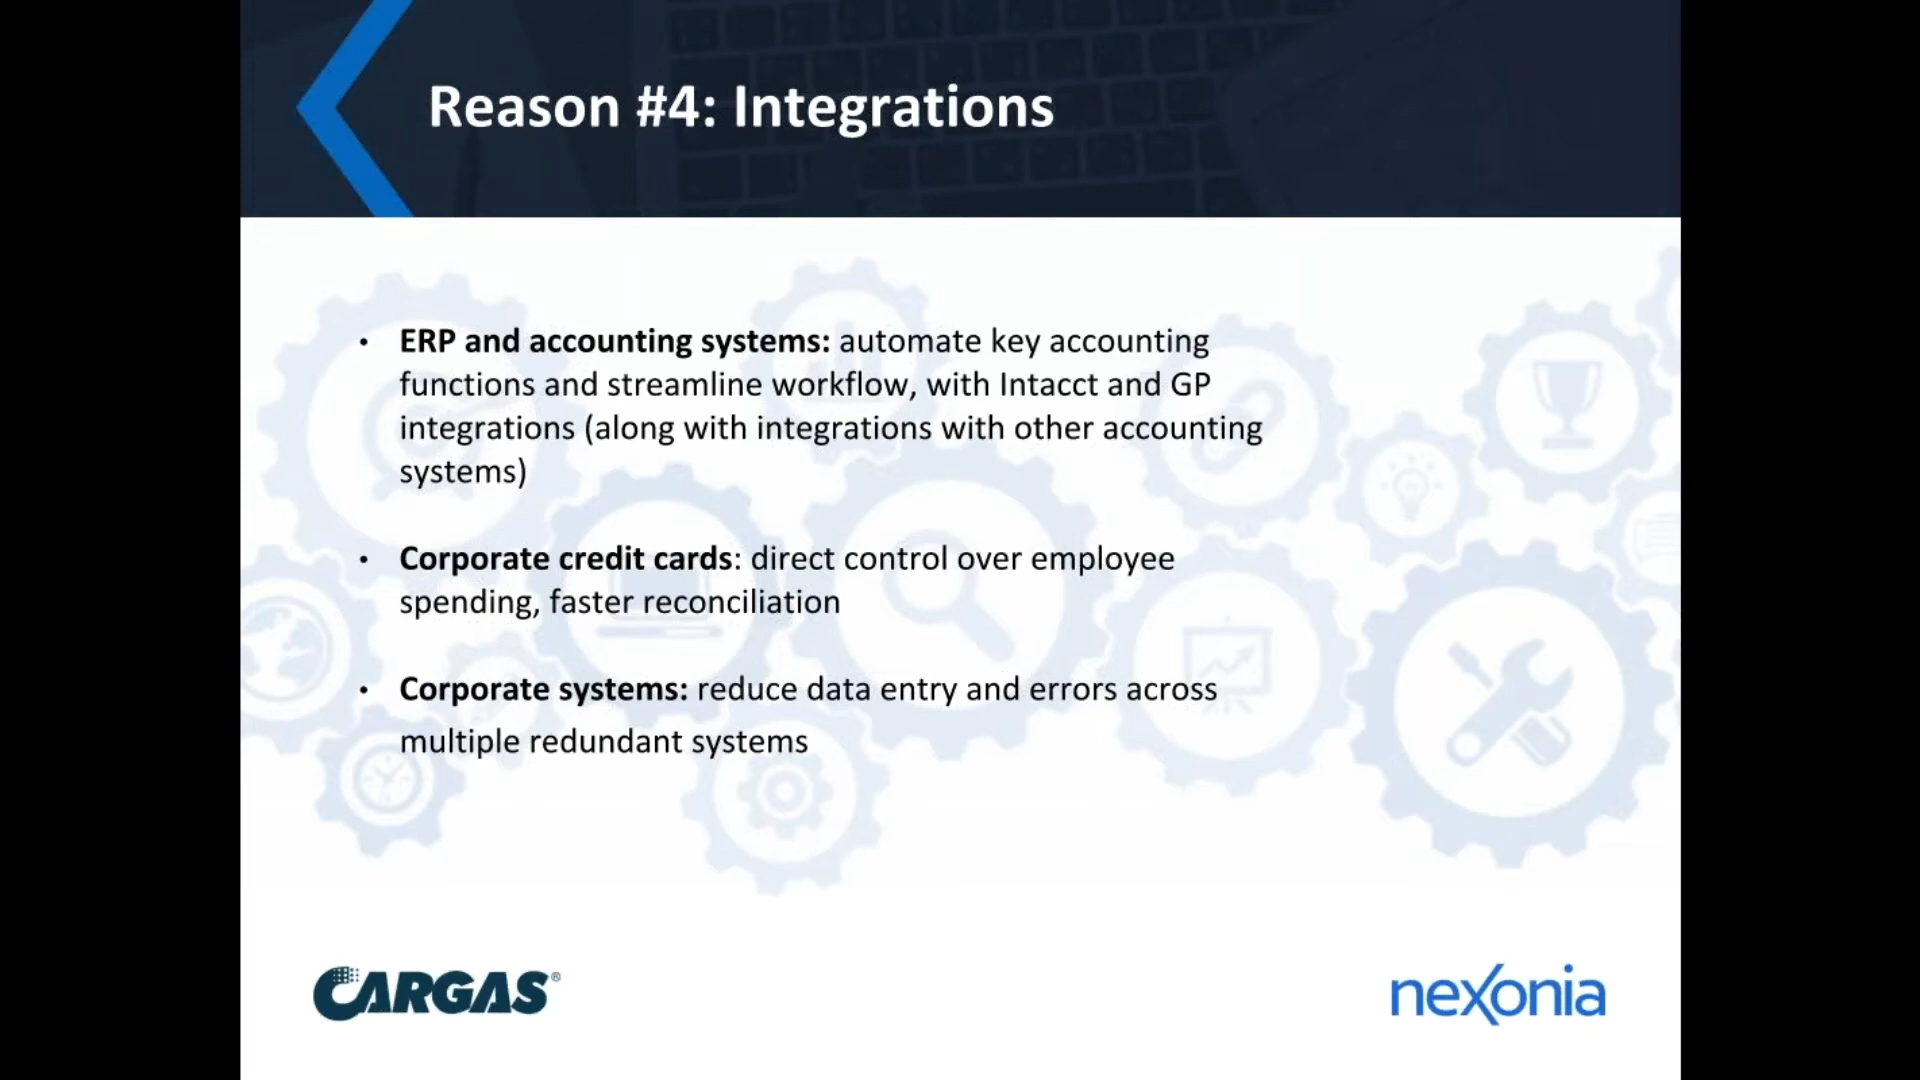 Reason #4: Integrations
• ERP and accounting systems: automate key accounting
functions and streamline workflow, with Intacct and GP
integrations (along with integrations with other accounting
systems)
• Corporate credit cards: direct control over employee
spending, faster reconciliation
• Corporate systems: reduce data entry and errors across
multiple redundant systems
CARGAS®
nexonia